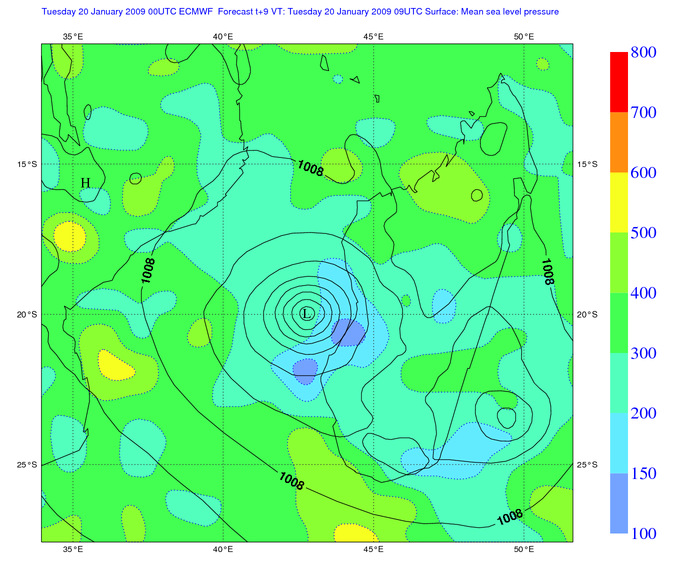 Tuesday 20 January 2009 00UTC ECMWF Forecast t+9 VT: Tuesday 20 January 2009 09UTC Surface: Mean sea level pressure
35°E 40°E 45°E 50°E
800
700
15°S 1008 15°S
H
600
500
1008 1008
400
20°S L 20°S
300
200
25°S 25°S
1008
150
1008
100
35°E 40°E 45°E 50°E